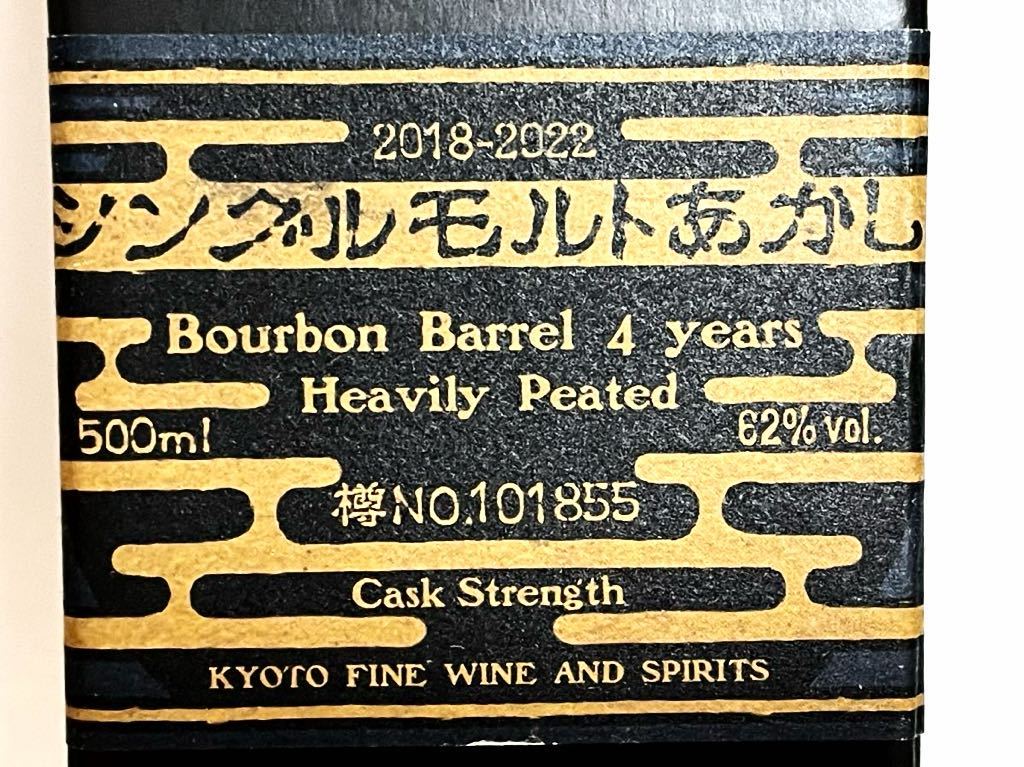 2018-2022
シングルモルトあかし
Bourbon Barrel 4 years
Heavily Peated
500ml
62% vol.
樽NO.101855
Cask Strength
KYOTO FINE WINE AND SPIRITS